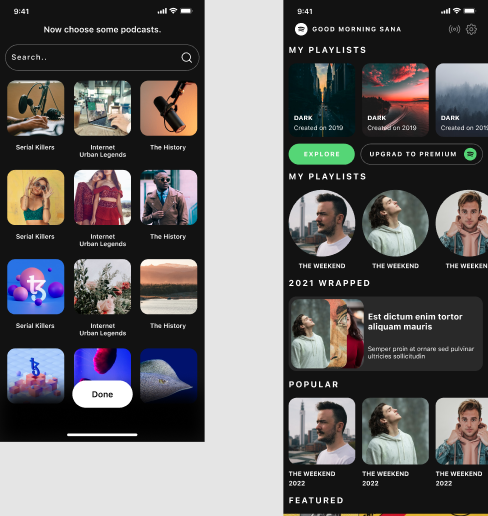 9:41
Now choose some podcasts.
Search..
Serial Killers
Internet
Urban Legends
The History
Serial Killers
Internet
Urban Legends
The History
Serial Killers
Internet
Urban Legends
The History
Done
9:41
GOOD MORNING SANA
MY PLAYLISTS
DARK
Created on 2019
DARK
Created on 2019
DARK
Created on 2019
EXPLORE
UPGRAD TO PREMIUM
MY PLAYLISTS
THE WEEKEND
THE WEEKEND
THE WEEKEN
2021 WRAPPED
Est dictum enim tortor
aliquam mauris
Semper proin at ornare sed pulvinar
ultricies sollicitudin
POPULAR
THE WEEKEND
2022
THE WEEKEND
2022
THE WEEKEND
2022
FEATURED